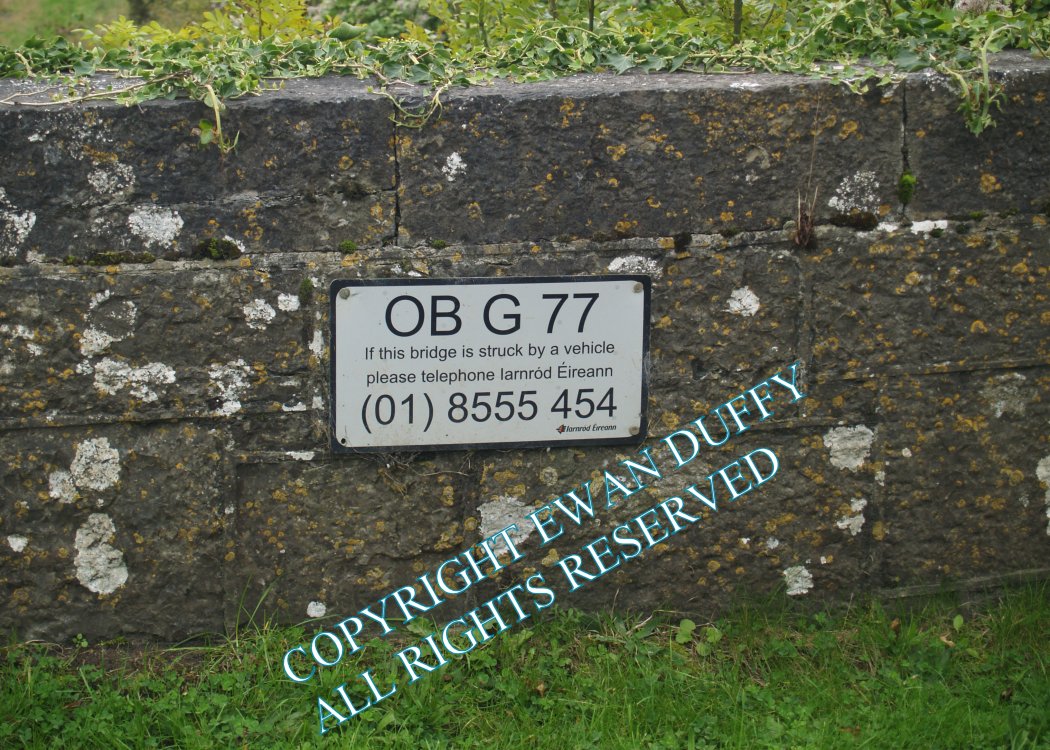 OB G 77
If this bridge is struck by a vehicle
please telephone Iarnród Éireann
(01) 8555 454
Iarnród Éireann
COPYRIGHT EWAN DUFFY
ALL RIGHTS RESERVED